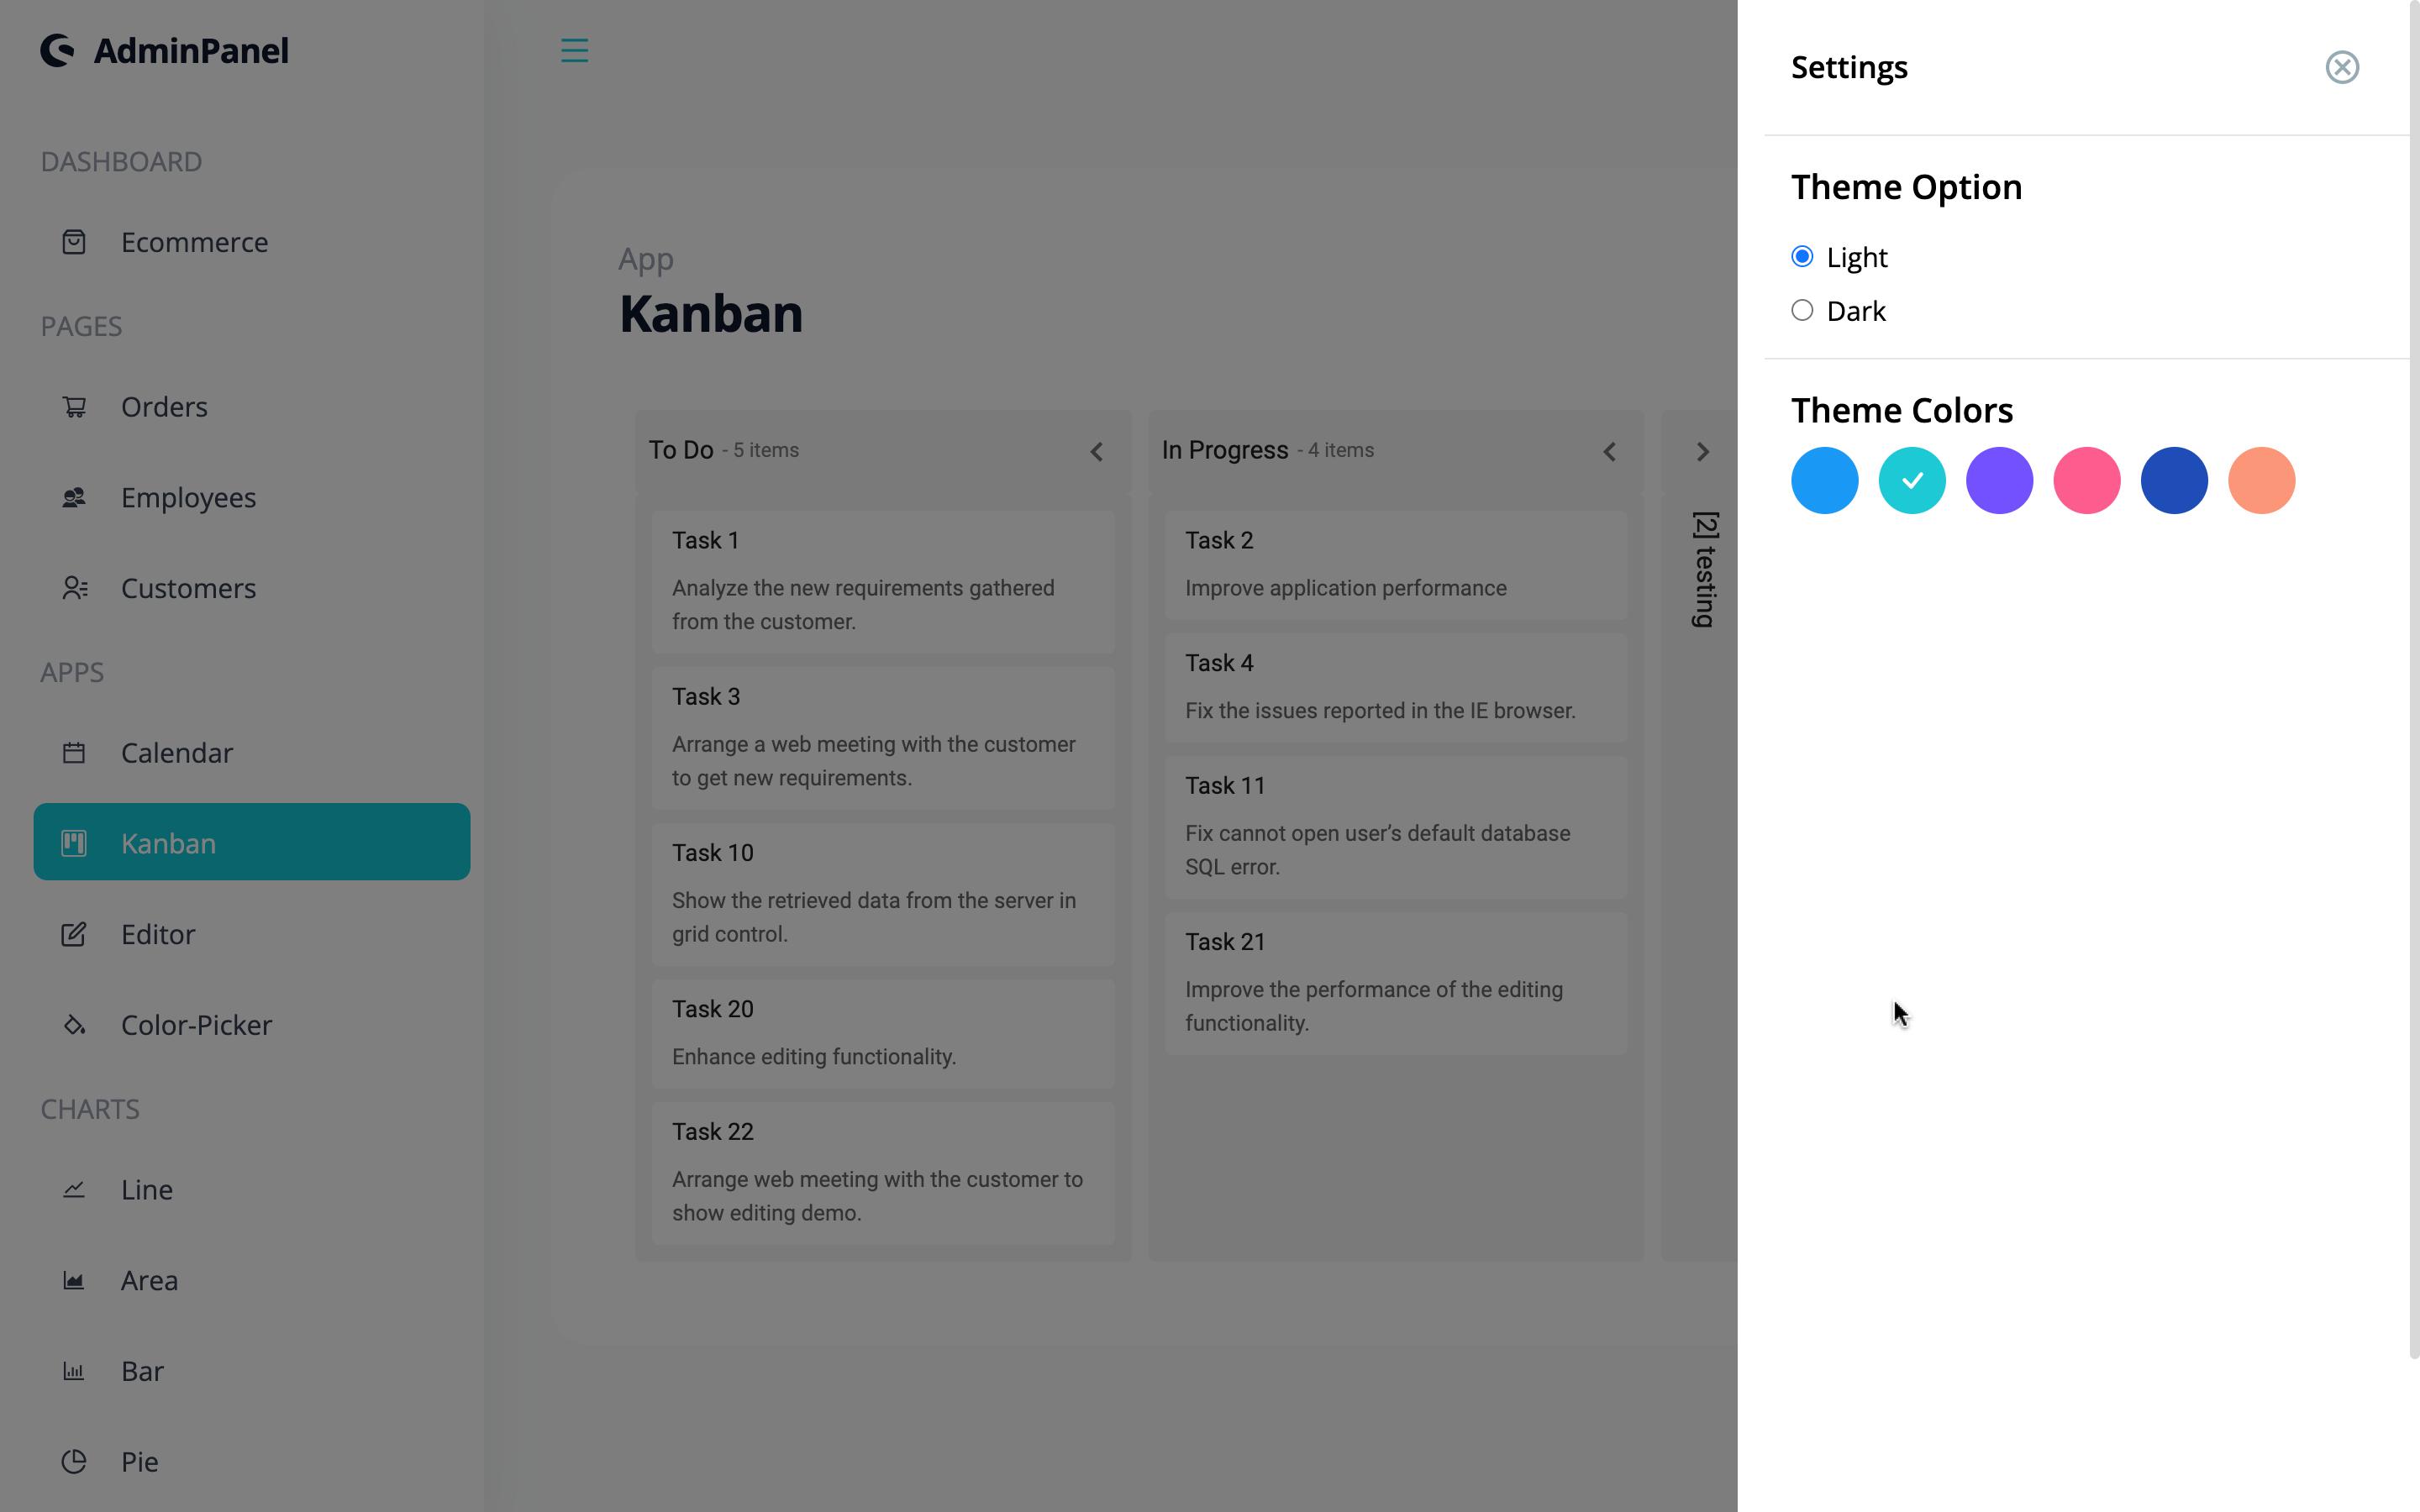 AdminPanel
DASHBOARD
Ecommerce
PAGES
Orders
Employees
Customers
APPS
Calendar
Kanban
Editor
Color-Picker
CHARTS
Line
Area
Bar
Pie
App
Kanban
To Do - 5 items
Task 1
Analyze the new requirements gathered
from the customer.
Task 3
Arrange a web meeting with the customer
to get new requirements.
Task 10
Show the retrieved data from the server in
grid control.
Task 20
Enhance editing functionality.
Task 22
Arrange web meeting with the customer to
show editing demo.
In Progress - 4 items
Task 2
Improve application performance
Task 4
Fix the issues reported in the IE browser.
Task 11
Fix cannot open user’s default database
SQL error.
Task 21
Improve the performance of the editing
functionality.
[2] testing
Settings
Theme Option
Light
Dark
Theme Colors